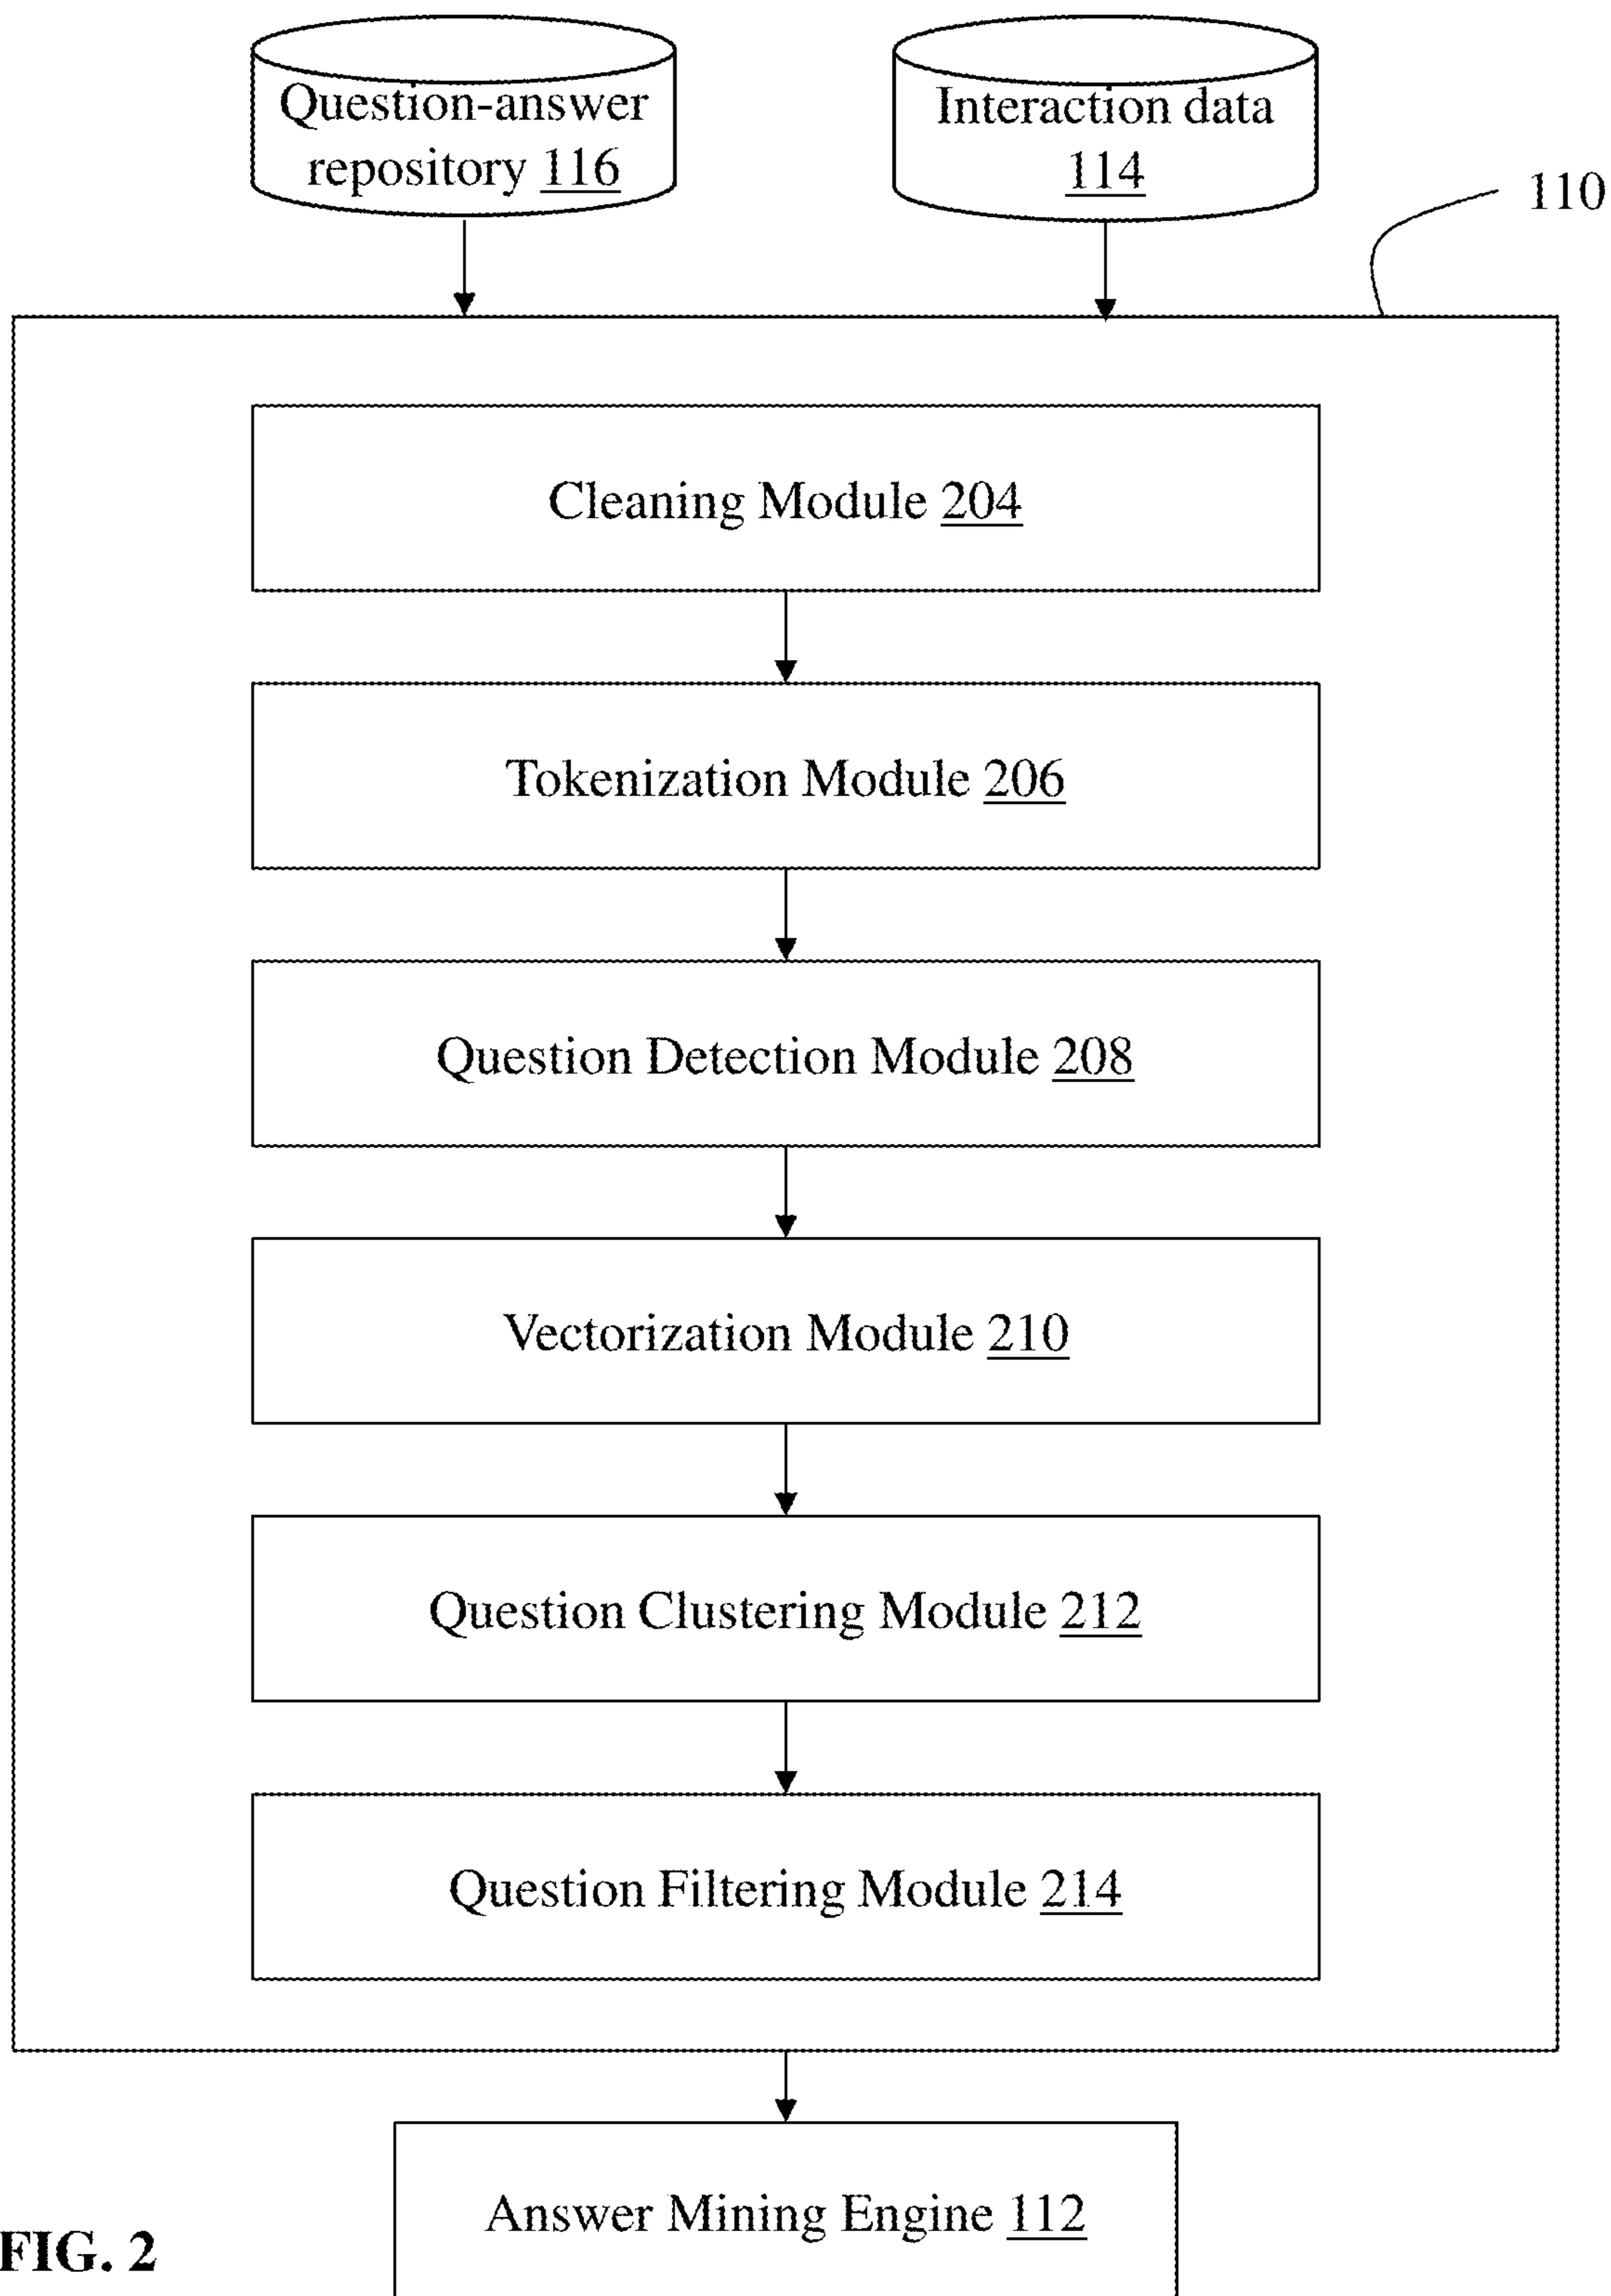 Question-answer
repository 116
Interaction data
114
110
Cleaning Module 204
Tokenization Module 206
Question Detection Module 208
Vectorization Module 210
Question Clustering Module 212
Question Filtering Module 214
Answer Mining Engine 112
FIG. 2